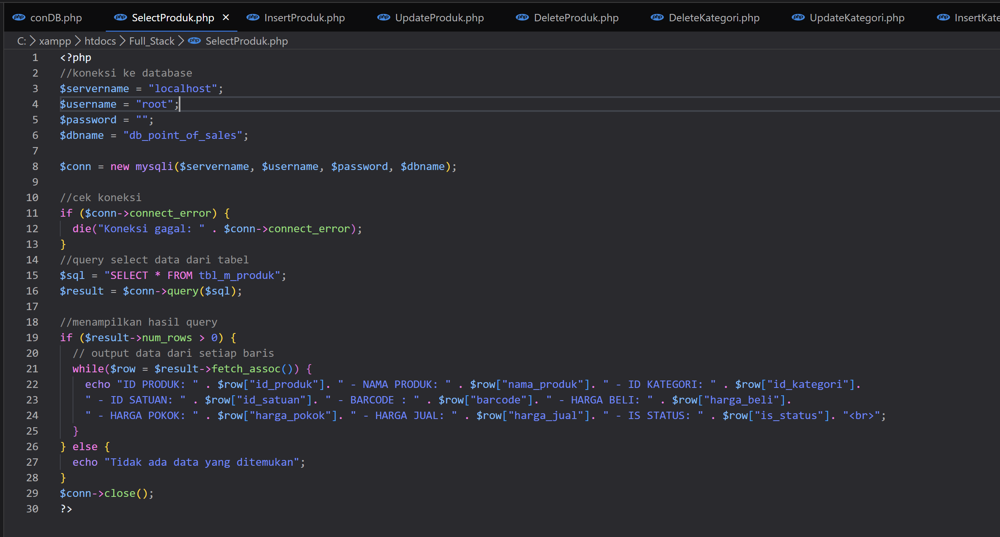 conDB.php SelectProduk.php × InsertProduk.php UpdateProduk.php DeleteProduk.php DeleteKategori.php UpdateKategori.php InsertKate
C: > xampp > htdocs > Full_Stack > SelectProduk.php
1 <?php
2 //koneksi ke database
3 $servername = "localhost";
4 $username = "root";
5 $password = "";
6 $dbname = "db_point_of_sales";
7
8 $conn = new mysqli($servername, $username, $password, $dbname);
9
10 //cek koneksi
11 if ($conn->connect_error) {
12   die("Koneksi gagal: " . $conn->connect_error);
13 }
14 //query select data dari tabel
15 $sql = "SELECT * FROM tbl_m_produk";
16 $result = $conn->query($sql);
17
18 //menampilkan hasil query
19 if ($result->num_rows > 0) {
20   // output data dari setiap baris
21   while($row = $result->fetch_assoc()) {
22     echo "ID PRODUK: " . $row["id_produk"]. " - NAMA PRODUK: " . $row["nama_produk"]. " - ID KATEGORI: " . $row["id_kategori"].
23     " - ID SATUAN: " . $row["id_satuan"]. " - BARCODE : " . $row["barcode"]. " - HARGA BELI: " . $row["harga_beli"].
24     " - HARGA POKOK: " . $row["harga_pokok"]. " - HARGA JUAL: " . $row["harga_jual"]. " - IS STATUS: " . $row["is_status"]. "<br>";
25   }
26 } else {
27   echo "Tidak ada data yang ditemukan";
28 }
29 $conn->close();
30 ?>